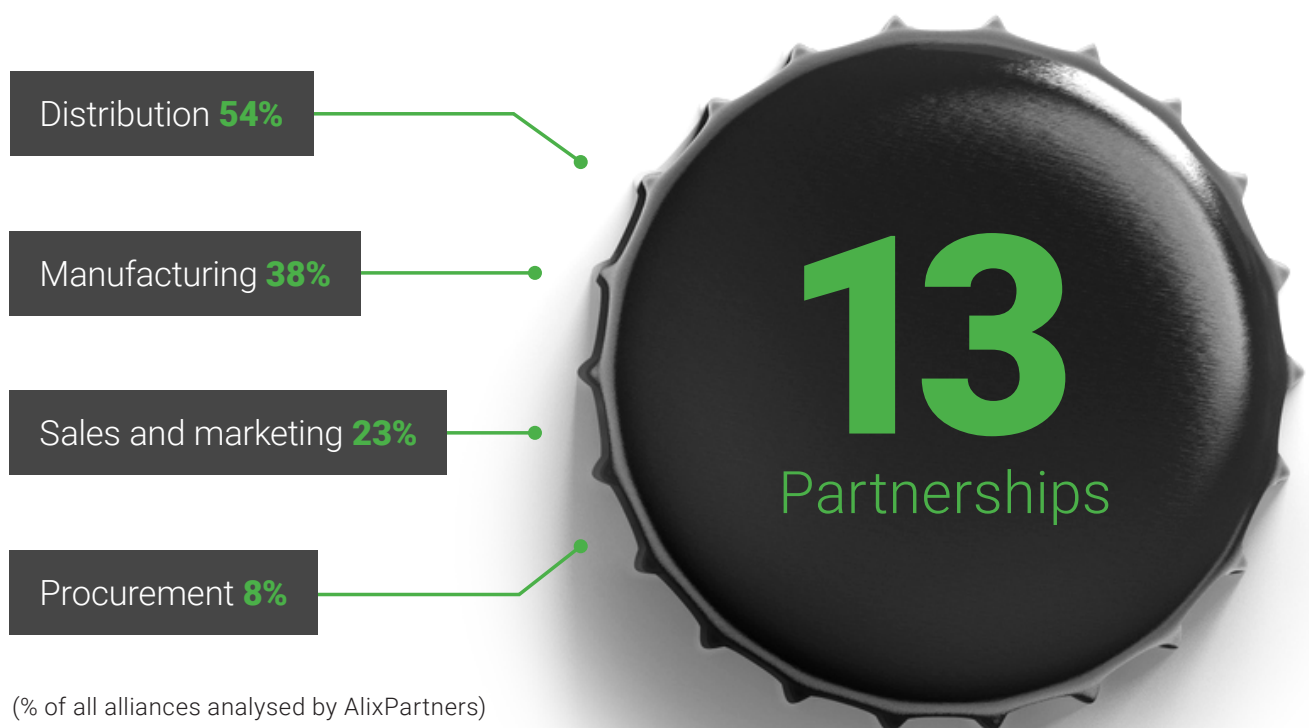 Distribution 54%
Manufacturing 38%
Sales and marketing 23%
Procurement 8%
13
Partnerships
(% of all alliances analysed by AlixPartners)